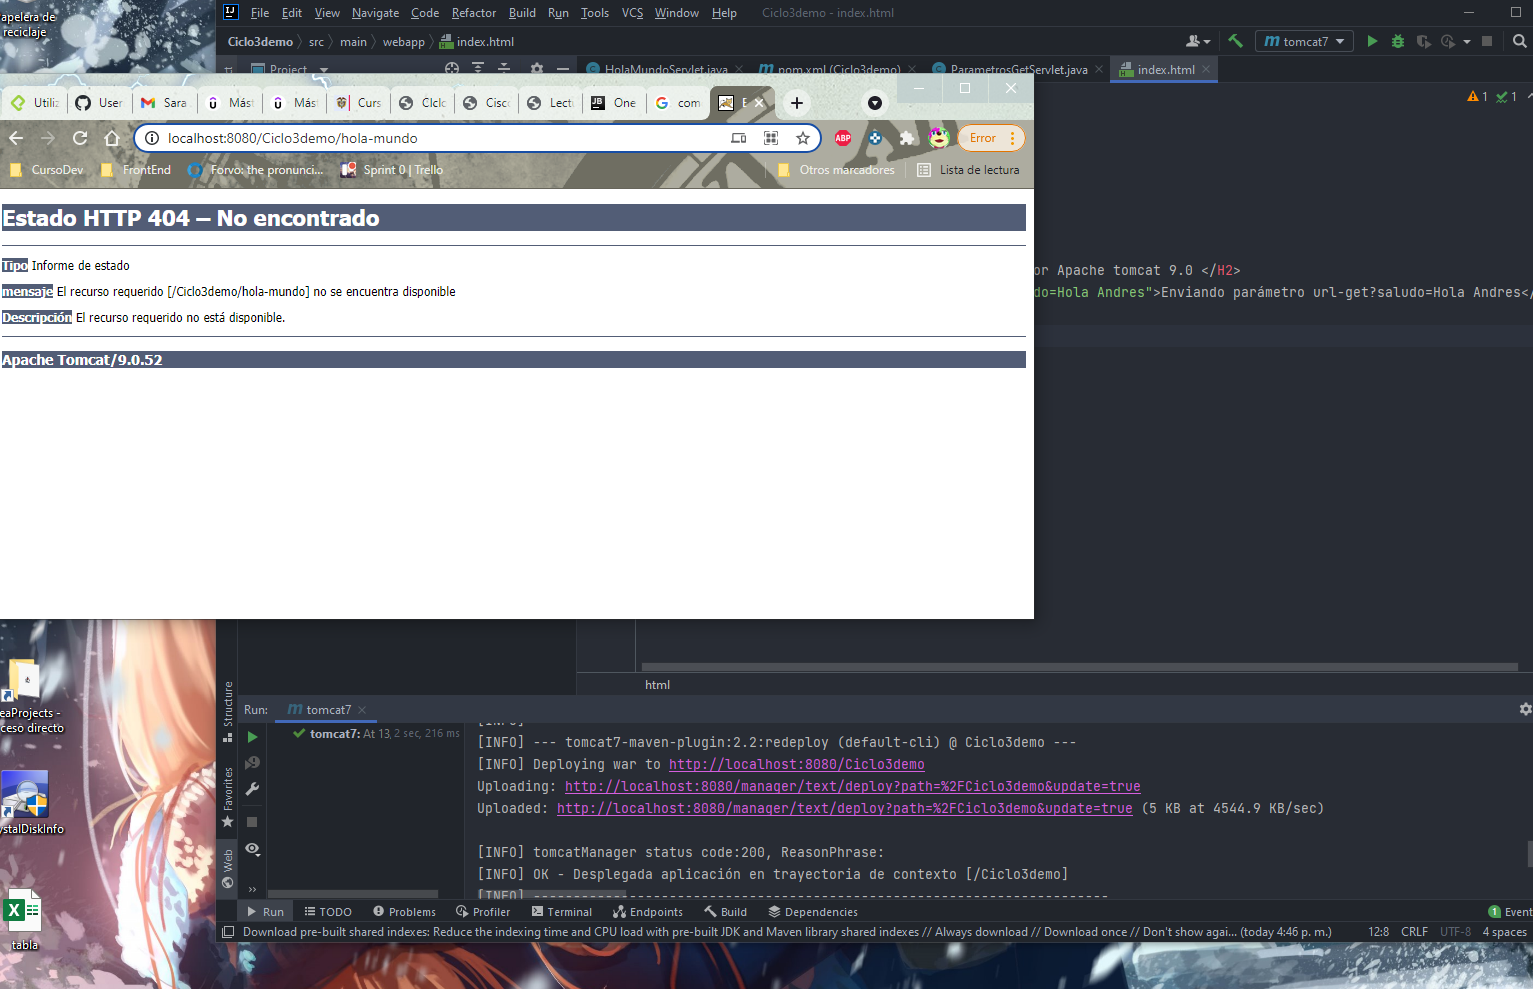 apelera de
reciclaje
File Edit View Navigate Code Refactor Build Run Tools VCS Window Help Ciclo3demo - index.html
Ciclo3demo src main webapp index.html
tomcat7
Project
HolaMundoServlet.java pom.xml (Ciclo3demo) ParametrosGetServlet.java index.html
1 1
Utiliz User Sara Mást Mást Curs Cisco Lect One com E
localhost:8080/Ciclo3demo/hola-mundo
ABP
Error
CursoDev FrontEnd Forvo: the pronunci... Sprint 0 | Trello Otros marcadores Lista de lectura
Estado HTTP 404 – No encontrado
Tipo Informe de estado
mensaje El recurso requerido [/Ciclo3demo/hola-mundo] no se encuentra disponible
Descripción El recurso requerido no está disponible.
Apache Tomcat/9.0.52
or Apache tomcat 9.0 </H2>
do=Hola Andres">Enviando parámetro url-get?saludo=Hola Andres</
html
Structure
Favorites
Web
Run: tomcat7
tomcat7: At 13, 2 sec, 216 ms
[INFO]
[INFO] --- tomcat7-maven-plugin:2.2:redeploy (default-cli) @ Ciclo3demo ---
[INFO] Deploying war to http://localhost:8080/Ciclo3demo
Uploading: http://localhost:8080/manager/text/deploy?path=%2FCiclo3demo&update=true
Uploaded: http://localhost:8080/manager/text/deploy?path=%2FCiclo3demo&update=true (5 KB at 4544.9 KB/sec)
[INFO] tomcatManager status code:200, ReasonPhrase:
[INFO] OK - Desplegada aplicación en trayectoria de contexto [/Ciclo3demo]
[INFO] ------------------------------------------------------------------------
Run TODO Problems Profiler Terminal Endpoints Build Dependencies 1 Event
Download pre-built shared indexes: Reduce the indexing time and CPU load with pre-built JDK and Maven library shared indexes // Always download // Download once // Don't show agai... (today 4:46 p. m.) 12:8 CRLF UTF-8 4 spaces
eaProjects -
ceso directo
ystalDiskInfo
tabla